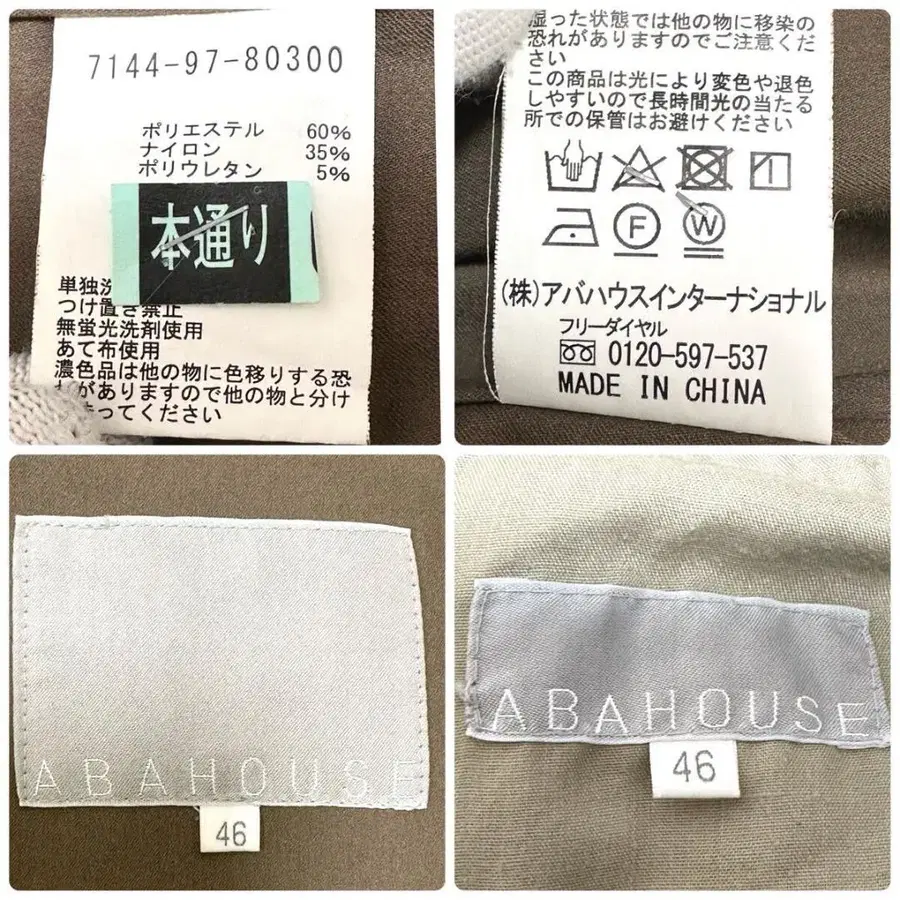 7144-97-80300
ポリエステル 60%
ナイロン 35%
ポリウレタン 5%
本通り
単独洗
つけ置き禁止
無蛍光洗剤使用
あて布使用
濃色品は他の物に色移りする恐
がありますので他の物と分け
ってください
湿った状態では他の物に移染の
恐れがありますのでご注意くだ
さい
この商品は光により変色や退色
しやすいので長時間光の当たる
所での保管はお避けください
F
W
(株)アバハウスインターナショナル
フリーダイヤル
0120-597-537
MADE IN CHINA
ABAHOUSE
46
ABAHOUSE
46